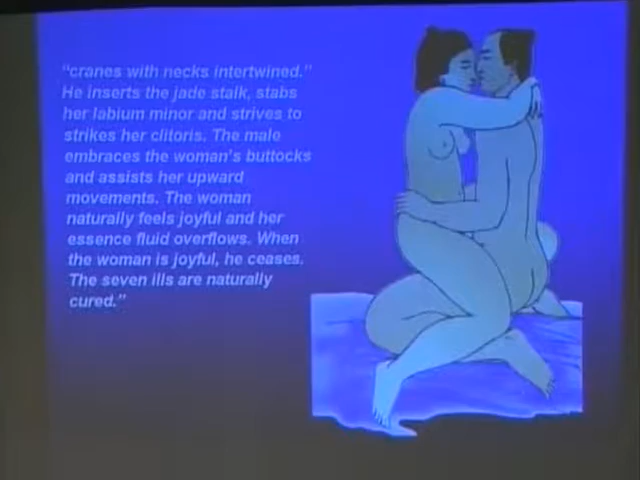 "cranes with necks intertwined."
He inserts the jade stalk, stabs
her labium minor and strives to
strikes her clitoris. The male
embraces the woman's buttocks
and assists her upward
movements. The woman
naturally feels joyful and her
essence fluid overflows. When
the woman is joyful, he ceases.
The seven ills are naturally
cured."